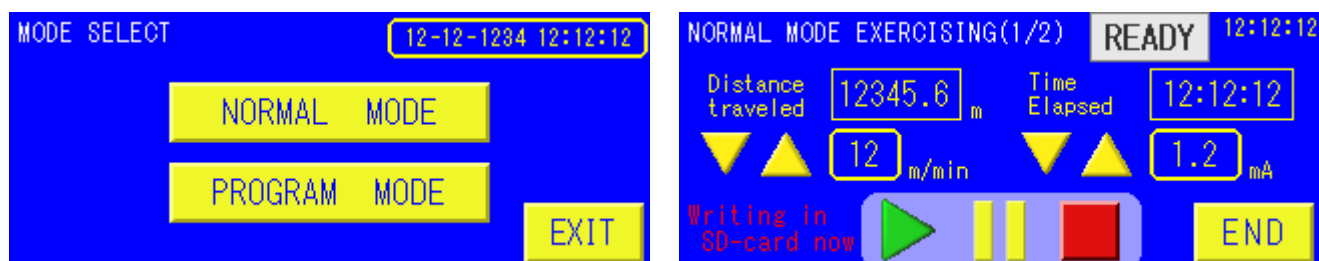 MODE SELECT
12-12-1234 12:12:12
NORMAL MODE
PROGRAM MODE
EXIT
NORMAL MODE EXERCISING(1/2)
READY
12:12:12
Distance
traveled
12345.6 m
Time
Elapsed
12:12:12
12 m/min
1.2 mA
Writing in
SD-card now
END